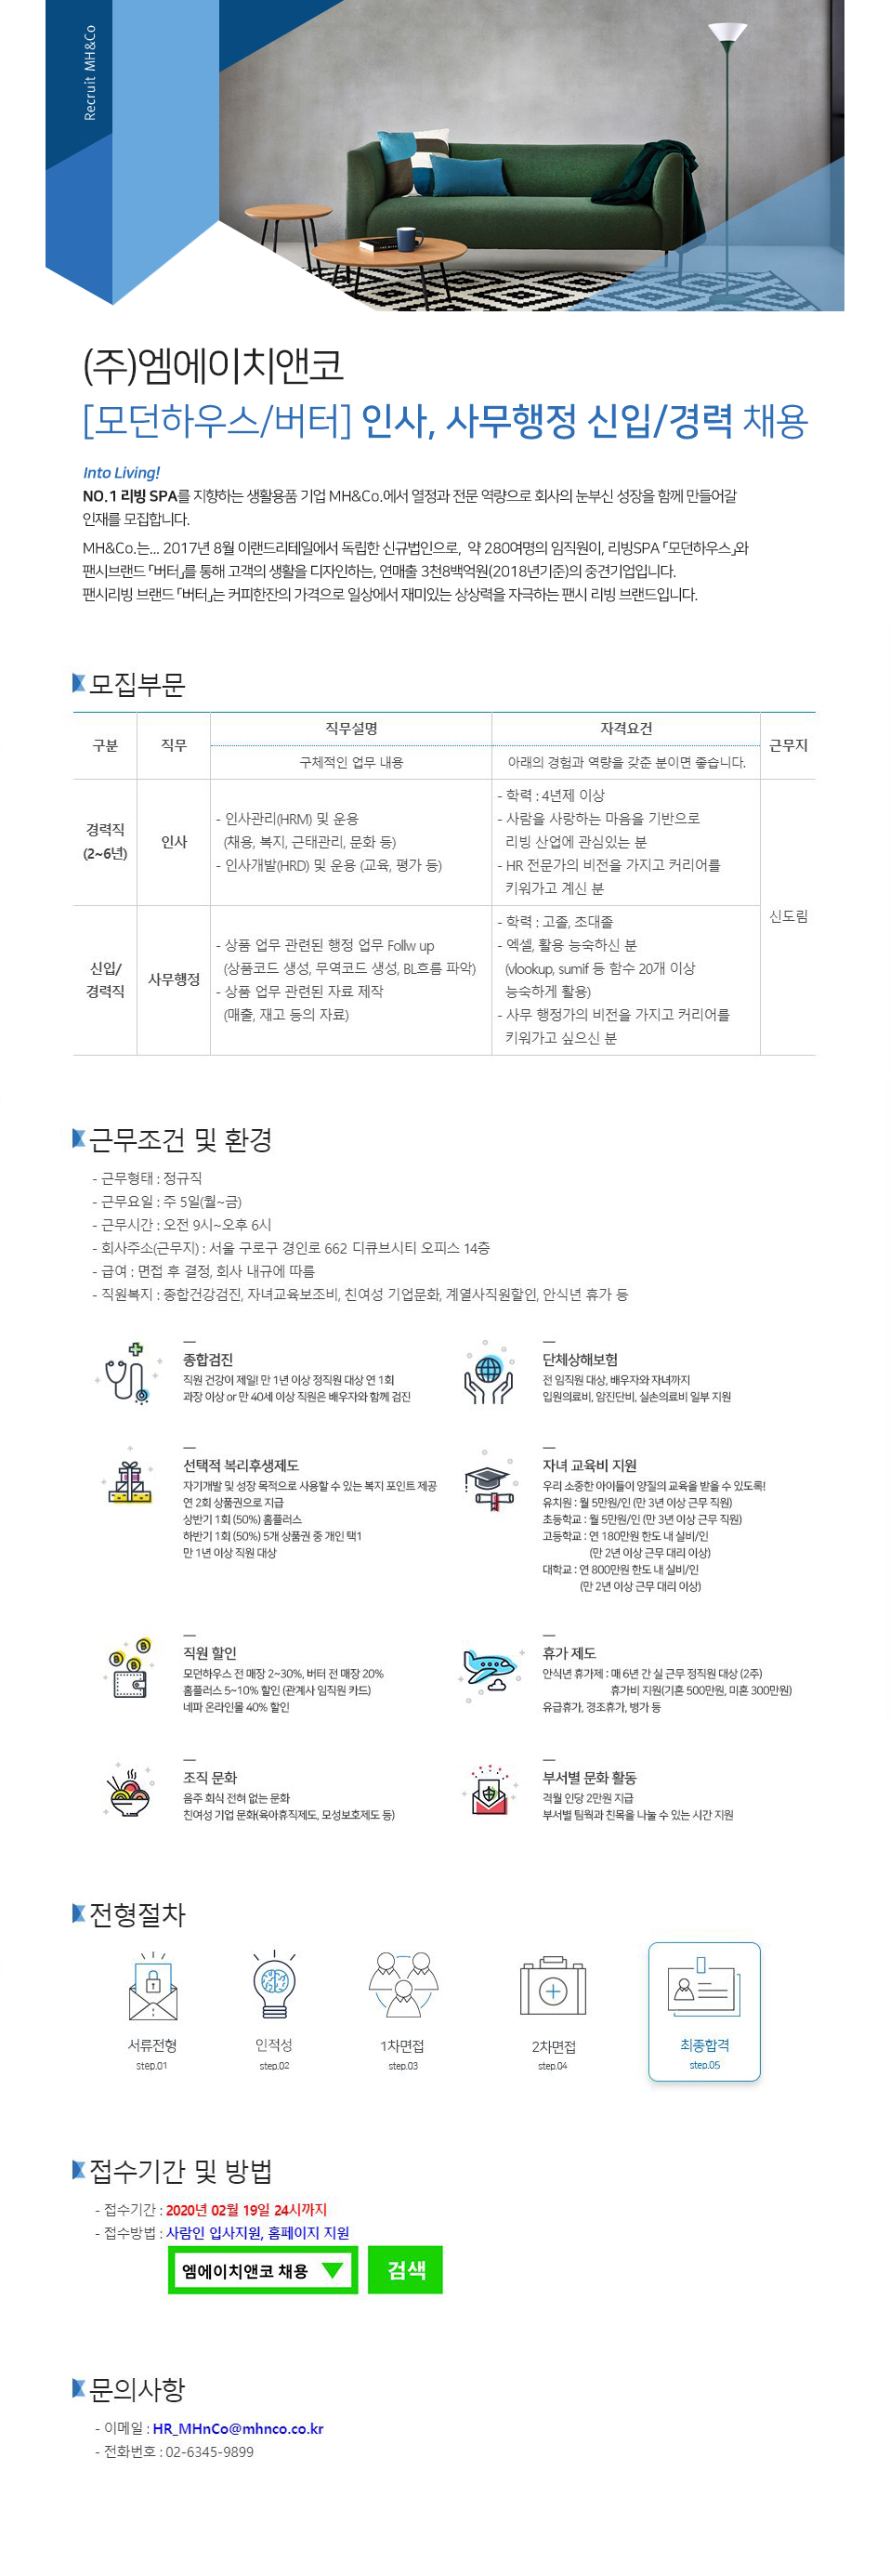 Recruit MH&Co
(주)엠에이치앤코
[모던하우스/버터] 인사, 사무행정 신입/경력 채용
Into Living!
NO.1 리빙 SPA를 지향하는 생활용품 기업 MH&Co.에서 열정과 전문 역량으로 회사의 눈부신 성장을 함께 만들어갈
인재를 모집합니다.
MH&Co.는... 2017년 8월 이랜드리테일에서 독립한 신규법인으로, 약 280여명의 임직원이, 리빙SPA 「모던하우스」와
팬시브랜드 「버터」를 통해 고객의 생활을 디자인하는, 연매출 3천8백억원(2018년기준)의 중견기업입니다.
팬시리빙 브랜드 「버터」는 커피한잔의 가격으로 일상에서 재미있는 상상력을 자극하는 팬시 리빙 브랜드입니다.
모집부문
구분 직무 직무설명 자격요건 근무지
구체적인 업무 내용 아래의 경험과 역량을 갖춘 분이면 좋습니다.
경력직
(2~6년)
인사
- 인사관리(HRM) 및 운용
(채용, 복지, 근태관리, 문화 등)
- 인사개발(HRD) 및 운용 (교육, 평가 등)
- 학력 : 4년제 이상
- 사람을 사랑하는 마음을 기반으로
리빙 산업에 관심있는 분
- HR 전문가의 비전을 가지고 커리어를
키워가고 계신 분
신도림
신입/
경력직
사무행정
- 상품 업무 관련된 행정 업무 Follw up
(상품코드 생성, 무역코드 생성, BL흐름 파악)
- 상품 업무 관련된 자료 제작
(매출, 재고 등의 자료)
- 학력 : 고졸, 초대졸
- 엑셀, 활용 능숙하신 분
(vlookup, sumif 등 함수 20개 이상
능숙하게 활용)
- 사무 행정가의 비전을 가지고 커리어를
키워가고 싶으신 분
근무조건 및 환경
- 근무형태 : 정규직
- 근무요일 : 주 5일(월~금)
- 근무시간 : 오전 9시~오후 6시
- 회사주소(근무지) : 서울 구로구 경인로 662 디큐브시티 오피스 14층
- 급여 : 면접 후 결정, 회사 내규에 따름
- 직원복지 : 종합건강검진, 자녀교육보조비, 친여성 기업문화, 계열사직원할인, 안식년 휴가 등
종합검진
직원 건강이 제일! 만 1년 이상 정직원 대상 연 1회
과장 이상 or 만 40세 이상 직원은 배우자와 함께 검진
단체상해보험
전 임직원 대상, 배우자와 자녀까지
입원의료비, 암진단비, 실손의료비 일부 지원
선택적 복리후생제도
자기개발 및 성장 목적으로 사용할 수 있는 복지 포인트 제공
연 2회 상품권으로 지급
상반기 1회 (50%) 홈플러스
하반기 1회 (50%) 5개 상품권 중 개인 택1
만 1년 이상 직원 대상
자녀 교육비 지원
우리 소중한 아이들이 양질의 교육을 받을 수 있도록!
유치원 : 월 5만원/인 (만 3년 이상 근무 직원)
초등학교 : 월 5만원/인 (만 3년 이상 근무 직원)
고등학교 : 연 180만원 한도 내 실비/인
(만 2년 이상 근무 대리 이상)
대학교 : 연 800만원 한도 내 실비/인
(만 2년 이상 근무 대리 이상)
직원 할인
모던하우스 전 매장 2~30%, 버터 전 매장 20%
홈플러스 5~10% 할인 (관계사 임직원 카드)
네파 온라인몰 40% 할인
휴가 제도
안식년 휴가제 : 매 6년 간 실 근무 정직원 대상 (2주)
휴가비 지원(기혼 500만원, 미혼 300만원)
유급휴가, 경조휴가, 병가 등
조직 문화
음주 회식 전혀 없는 문화
친여성 기업 문화(육아휴직제도, 모성보호제도 등)
부서별 문화 활동
격월 인당 2만원 지급
부서별 팀웍과 친목을 나눌 수 있는 시간 지원
전형절차
서류전형 인적성 1차면접 2차면접 최종합격
step.01 step.02 step.03 step.04 step.05
접수기간 및 방법
- 접수기간 : 2020년 02월 19일 24시까지
- 접수방법 : 사람인 입사지원, 홈페이지 지원
엠에이치앤코 채용 검색
문의사항
- 이메일 : HR_MHnCo@mhnco.co.kr
- 전화번호 : 02-6345-9899